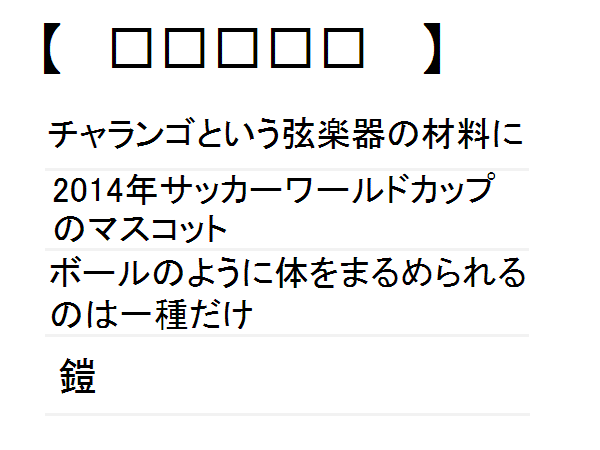 【 □□□□□ 】
チャランゴという弦楽器の材料に
2014年サッカーワールドカップ
のマスコット
ボールのように体をまるめられる
のは一種だけ
鎧